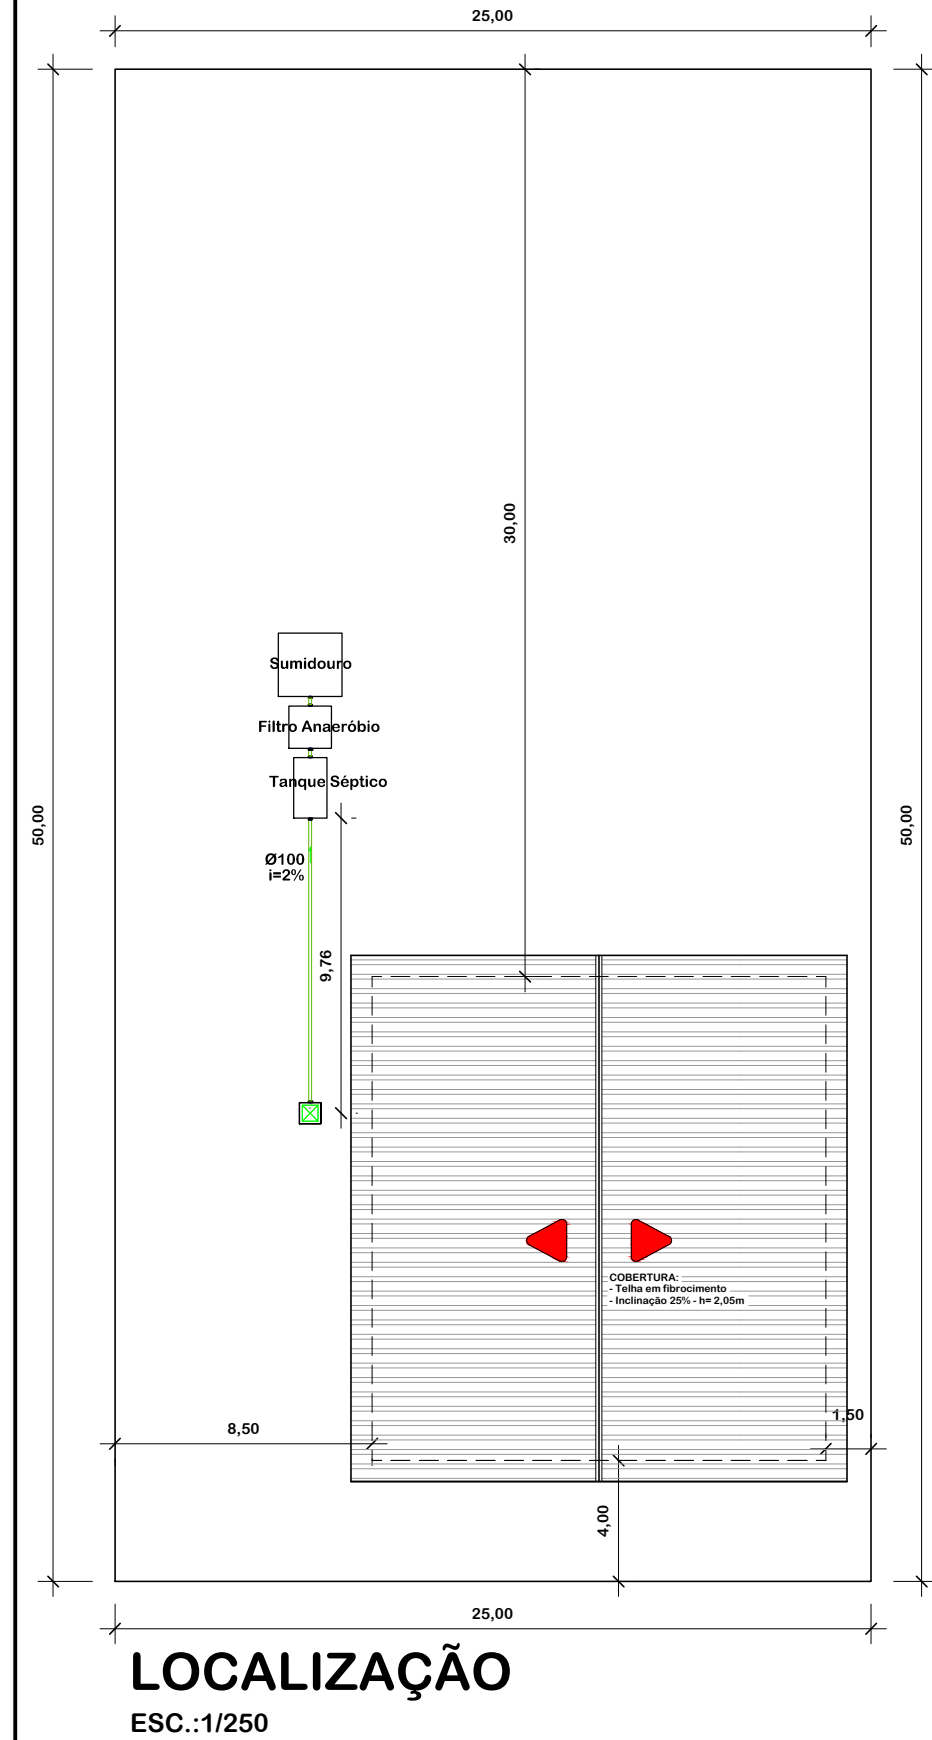 25,00
30,00
Sumidouro
Filtro Anaeróbio
Tanque Séptico
50,00
50,00
Ø100
i=2%
9,76
COBERTURA:
- Telha em fibrocimento
- Inclinação 25% - h= 2,05m
1,50
8,50
4,00
25,00
LOCALIZAÇÃO
ESC.:1/250